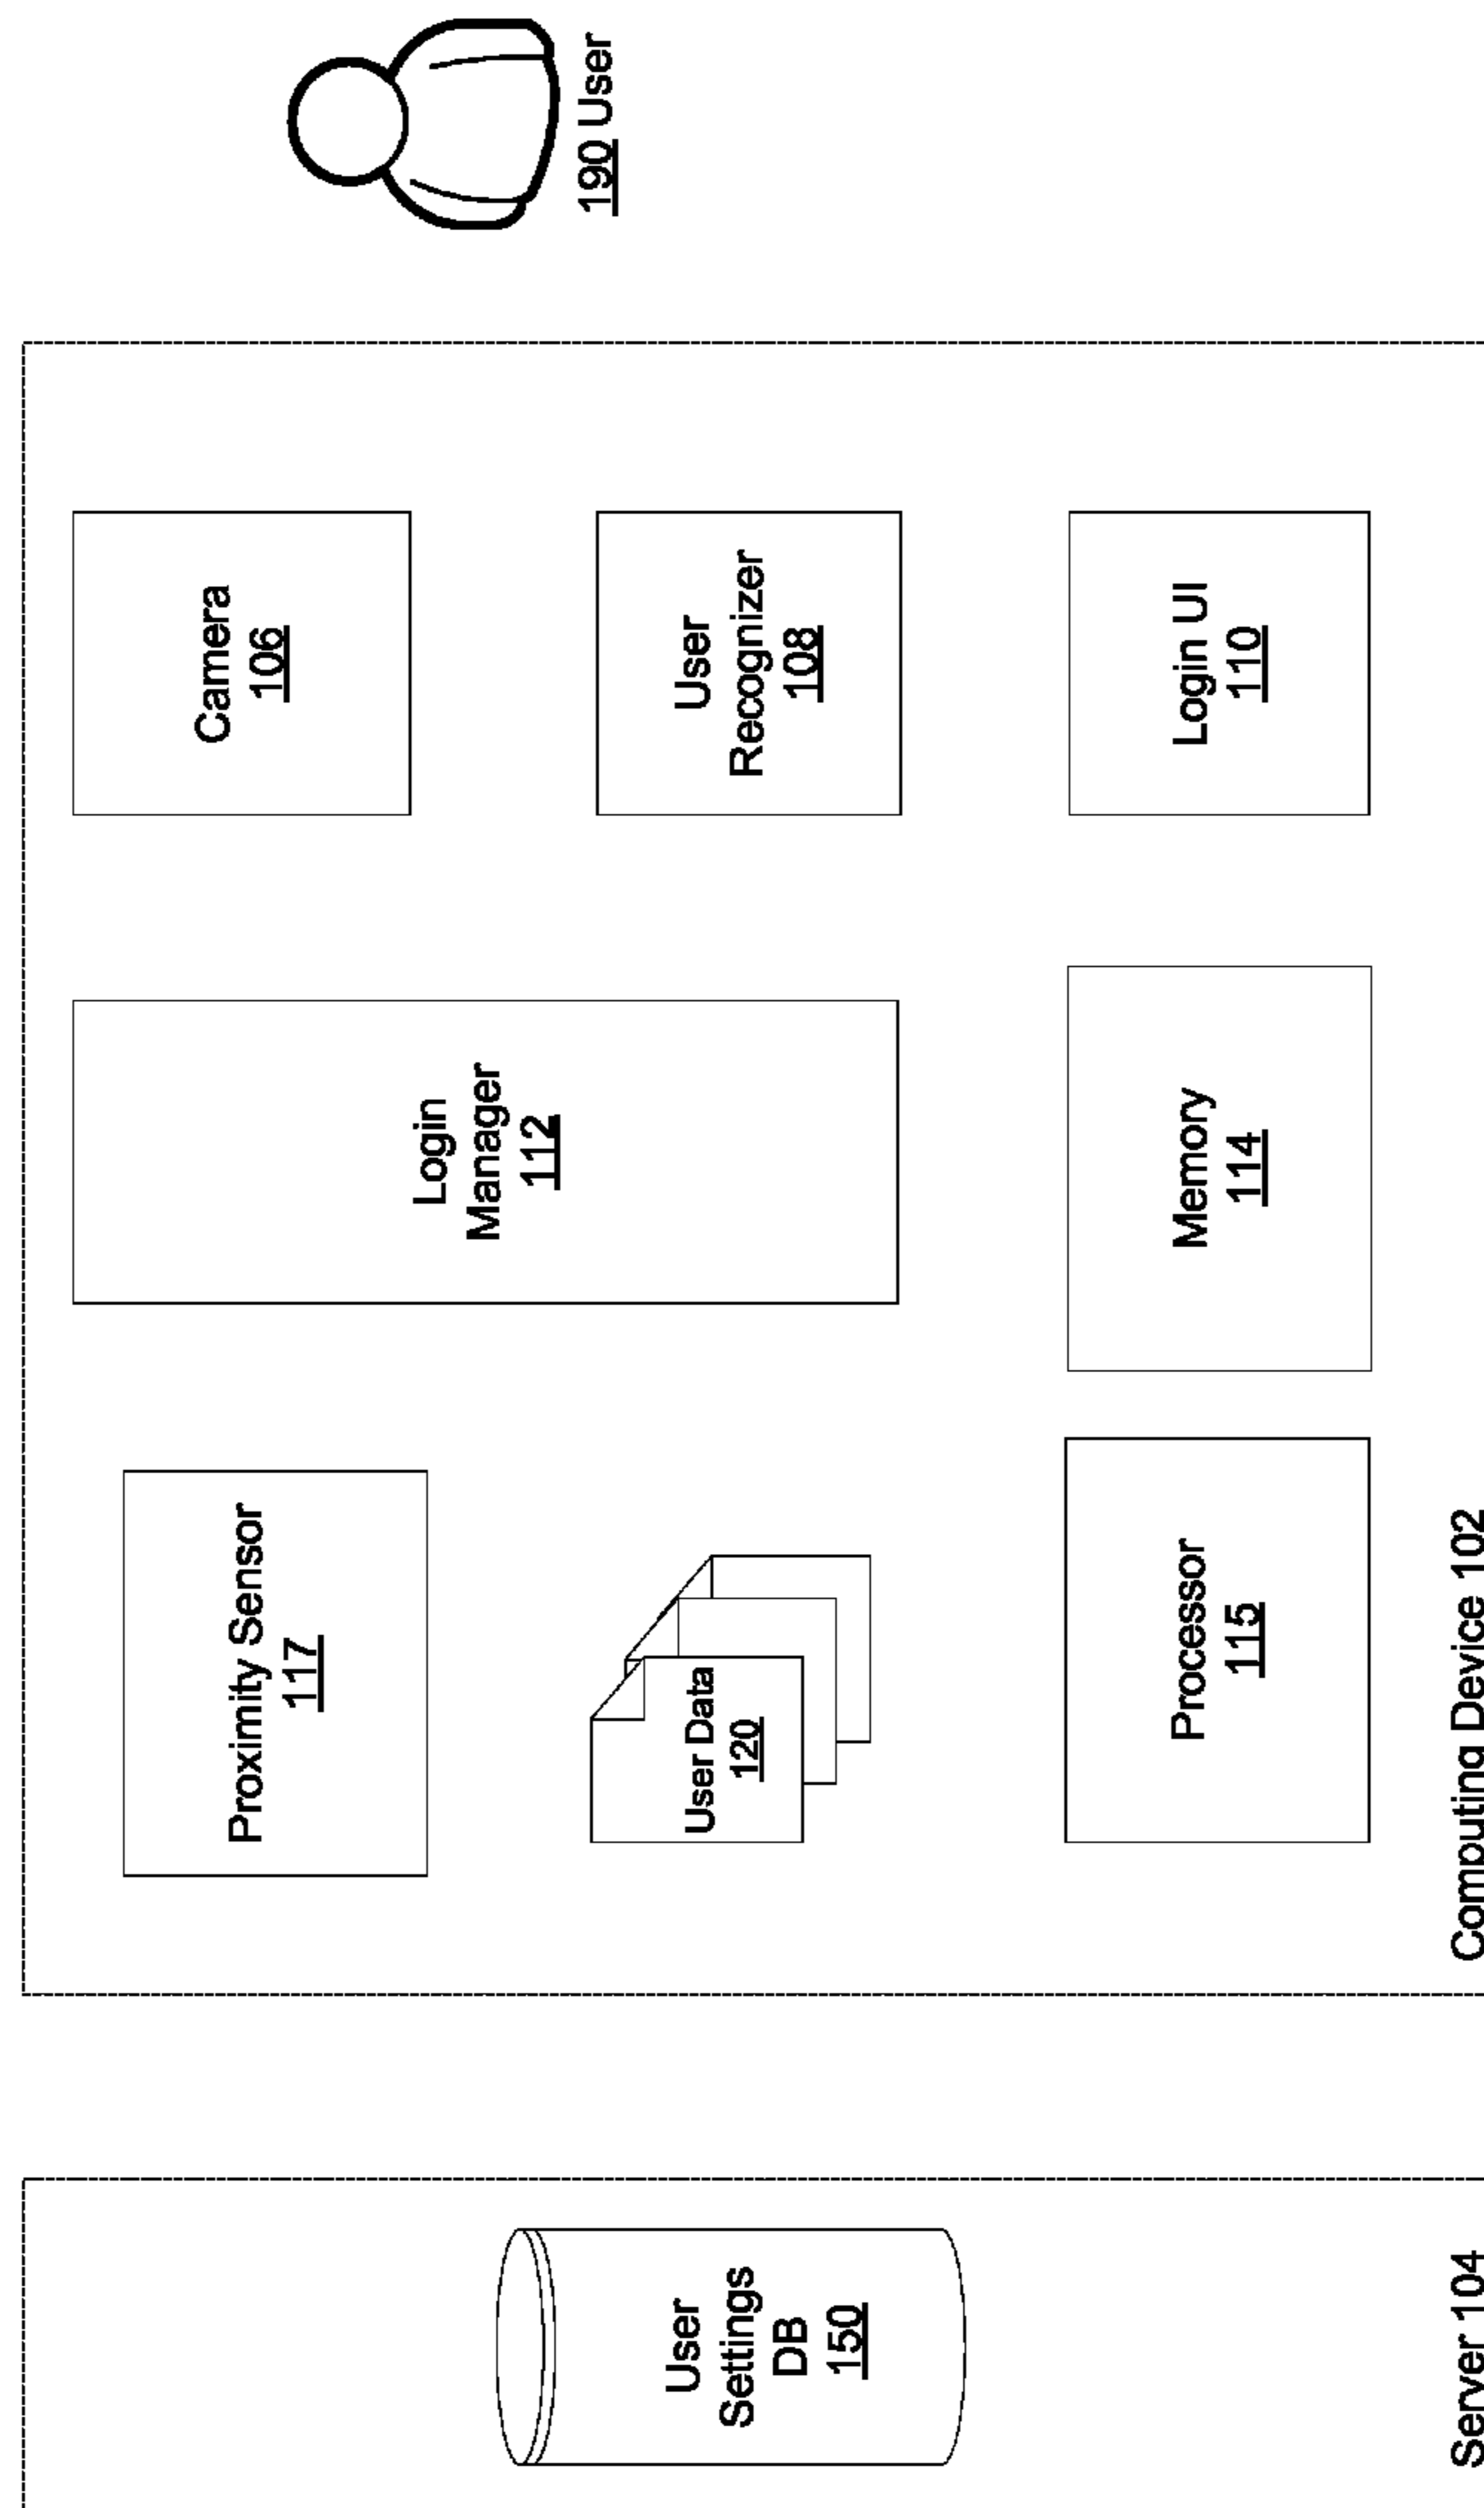 User
Settings
DB
150
Server 104
Proximity Sensor
117
Login
Manager
112
Camera
106
User Data
120
User
Recognizer
108
Processor
115
Memory
114
Login UI
110
Computing Device 102
190 User